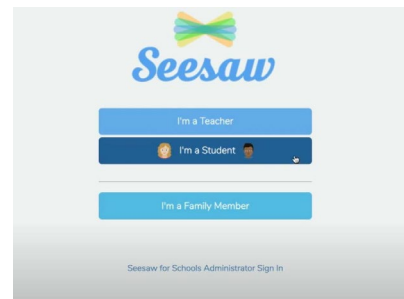 Seesaw
I'm a Teacher
I'm a Student
I'm a Family Member
Seesaw for Schools Administrator Sign In